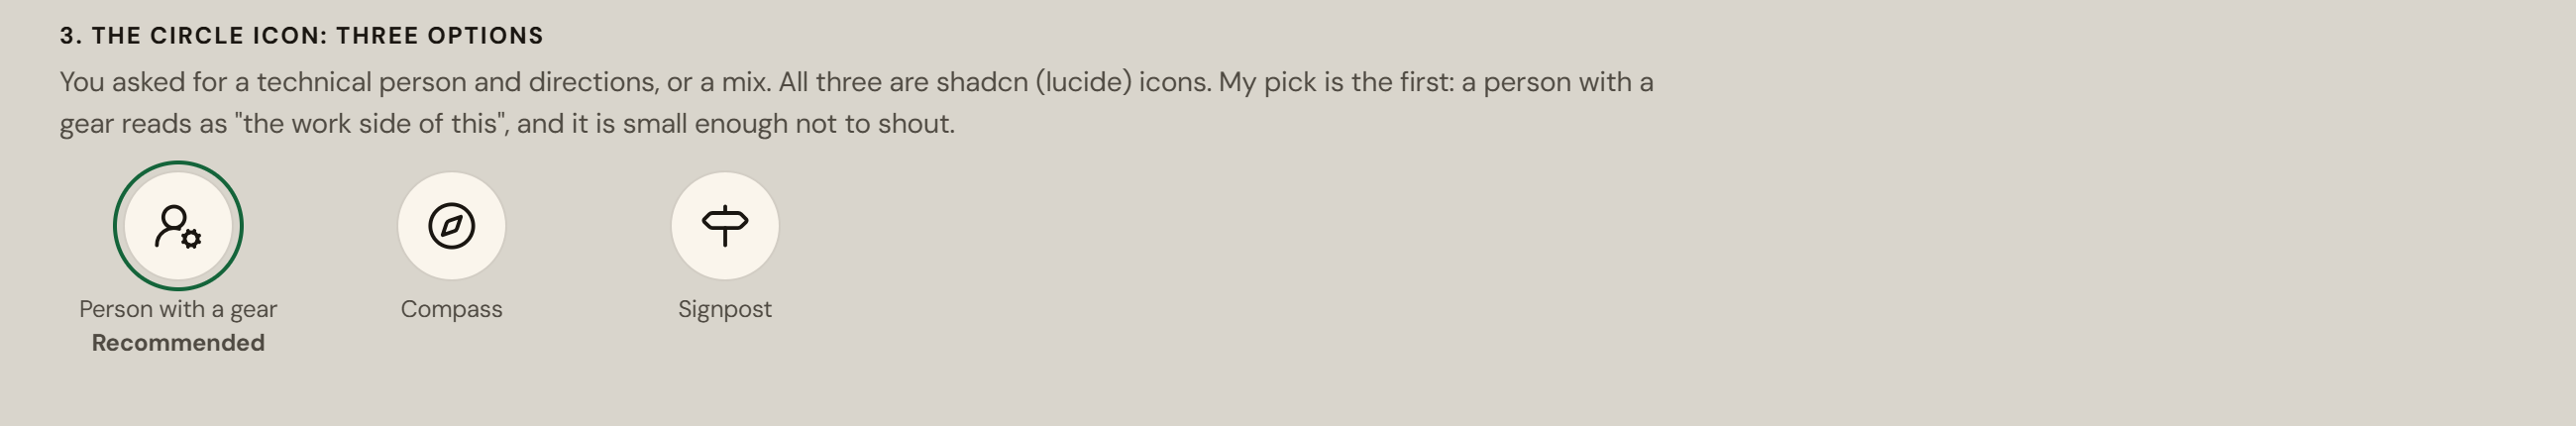 3. THE CIRCLE ICON: THREE OPTIONS
You asked for a technical person and directions, or a mix. All three are shadcn (lucide) icons. My pick is the first: a person with a
gear reads as "the work side of this", and it is small enough not to shout.
Person with a gear
Recommended
Compass
Signpost